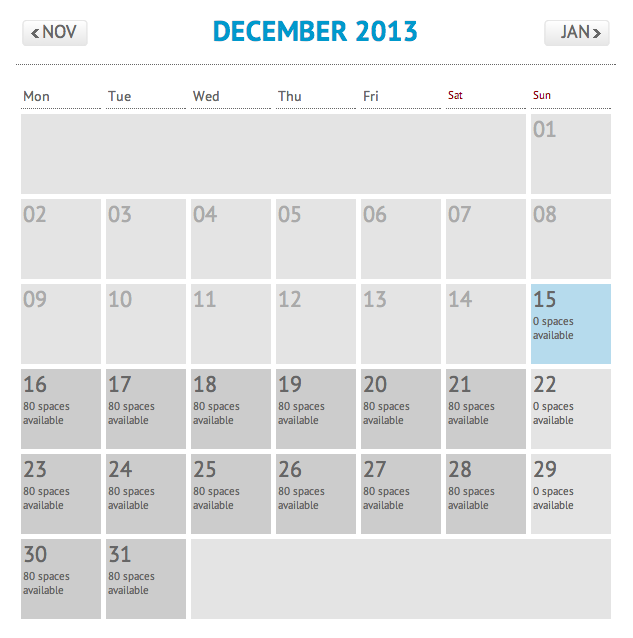 NOV
DECEMBER 2013
JAN
Mon Tue Wed Thu Fri Sat Sun
01
02 03 04 05 06 07 08
09 10 11 12 13 14 15
0 spaces
available
16 17 18 19 20 21 22
80 spaces 80 spaces 80 spaces 80 spaces 80 spaces 80 spaces 0 spaces
available available available available available available available
23 24 25 26 27 28 29
80 spaces 80 spaces 80 spaces 80 spaces 80 spaces 80 spaces 0 spaces
available available available available available available available
30 31
80 spaces 80 spaces
available available